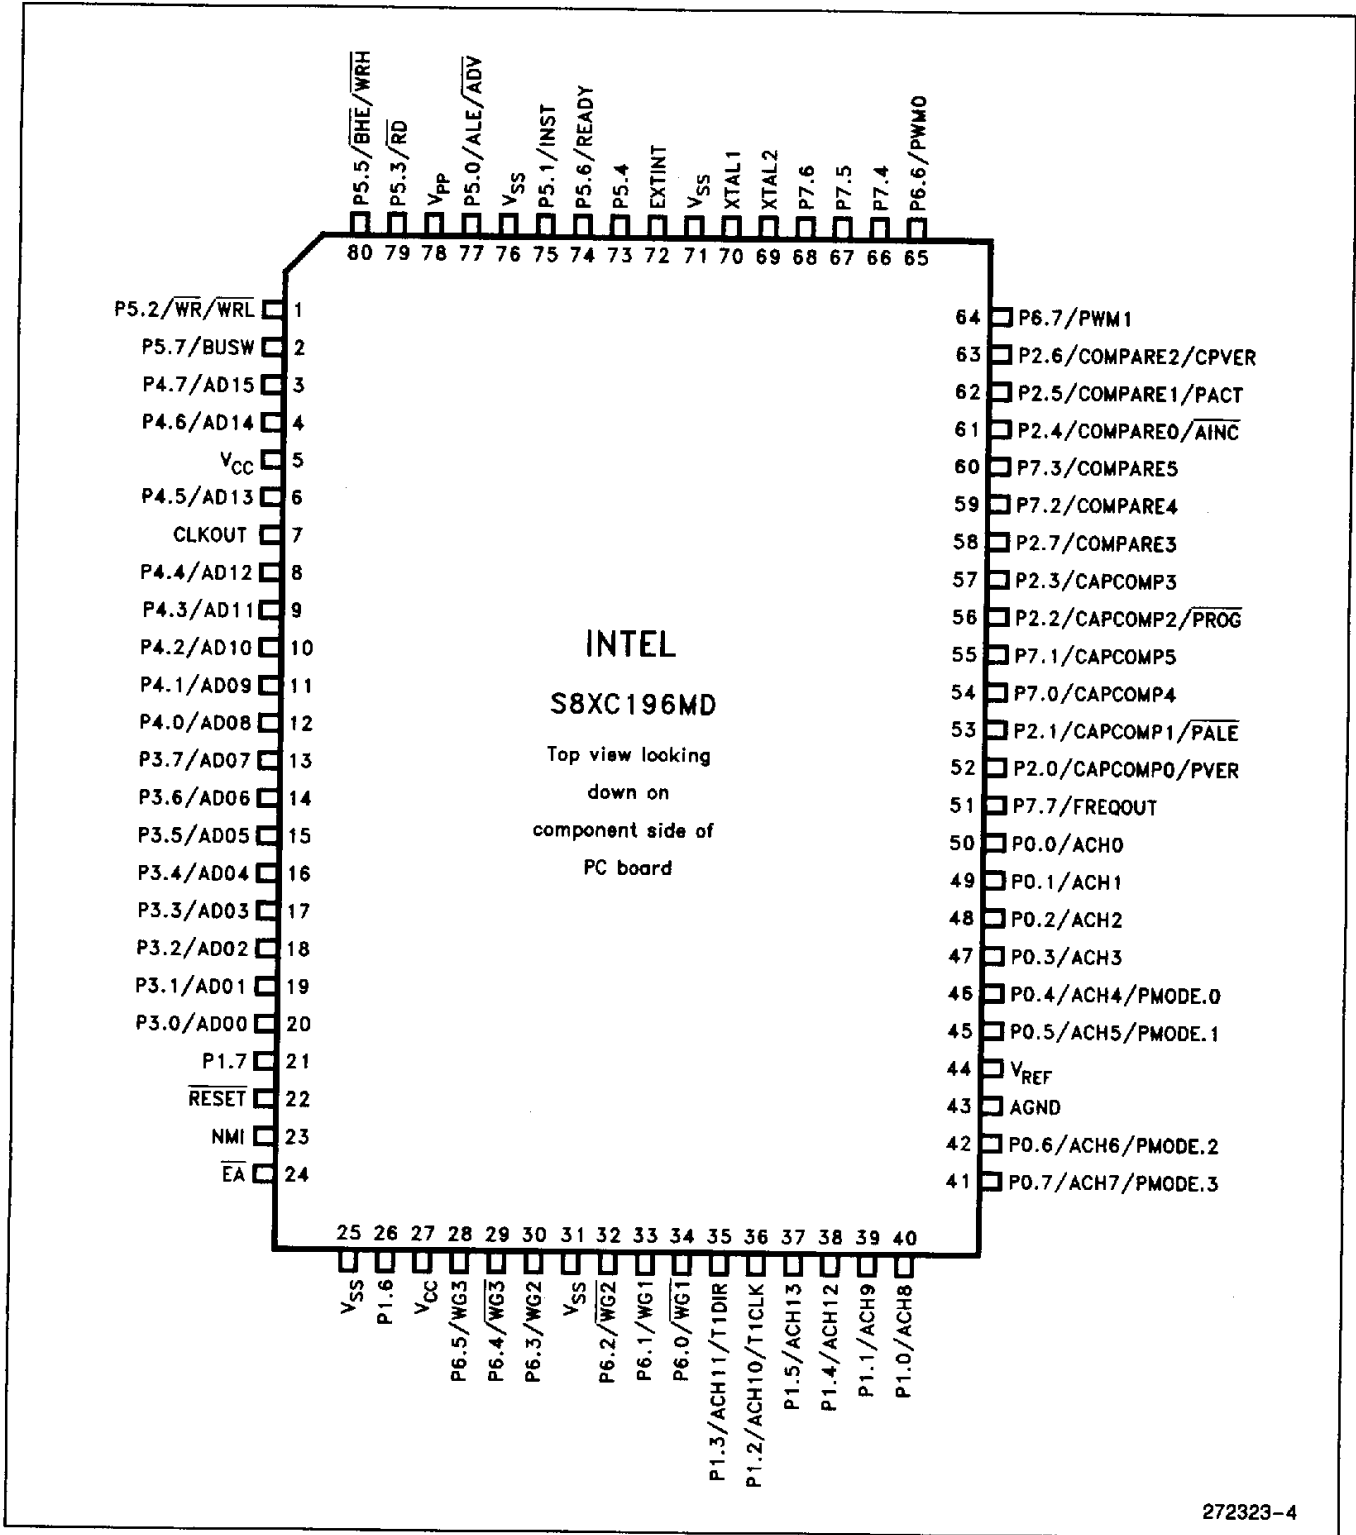 P5.5/BHE/WRH
P5.3/RD
VPP
P5.0/ALE/ADV
VSS
P5.1/INST
P5.6/READY
P5.4
EXTINT
VSS
XTAL1
XTAL2
P7.6
P7.5
P7.4
P6.6/PWM0
80 79 78 77 76 75 74 73 72 71 70 69 68 67 66 65
P5.2/WR/WRL 1
P5.7/BUSW 2
P4.7/AD15 3
P4.6/AD14 4
VCC 5
P4.5/AD13 6
CLKOUT 7
P4.4/AD12 8
P4.3/AD11 9
P4.2/AD10 10
P4.1/AD09 11
P4.0/AD08 12
P3.7/AD07 13
P3.6/AD06 14
P3.5/AD05 15
P3.4/AD04 16
P3.3/AD03 17
P3.2/AD02 18
P3.1/AD01 19
P3.0/AD00 20
P1.7 21
RESET 22
NMI 23
EA 24
INTEL
S8XC196MD
Top view looking
down on
component side of
PC board
64 P6.7/PWM1
63 P2.6/COMPARE2/CPVER
62 P2.5/COMPARE1/PACT
61 P2.4/COMPARE0/AINC
60 P7.3/COMPARE5
59 P7.2/COMPARE4
58 P2.7/COMPARE3
57 P2.3/CAPCOMP3
56 P2.2/CAPCOMP2/PROG
55 P7.1/CAPCOMP5
54 P7.0/CAPCOMP4
53 P2.1/CAPCOMP1/PALE
52 P2.0/CAPCOMP0/PVER
51 P7.7/FREQOUT
50 P0.0/ACH0
49 P0.1/ACH1
48 P0.2/ACH2
47 P0.3/ACH3
46 P0.4/ACH4/PMODE.0
45 P0.5/ACH5/PMODE.1
44 VREF
43 AGND
42 P0.6/ACH6/PMODE.2
41 P0.7/ACH7/PMODE.3
25 26 27 28 29 30 31 32 33 34 35 36 37 38 39 40
VSS
P1.6
VCC
P6.5/WG3
P6.4/WG3
P6.3/WG2
VSS
P6.2/WG2
P6.1/WG1
P6.0/WG1
P1.3/ACH11/T1DIR
P1.2/ACH10/T1CLK
P1.5/ACH13
P1.4/ACH12
P1.1/ACH9
P1.0/ACH8
272323-4